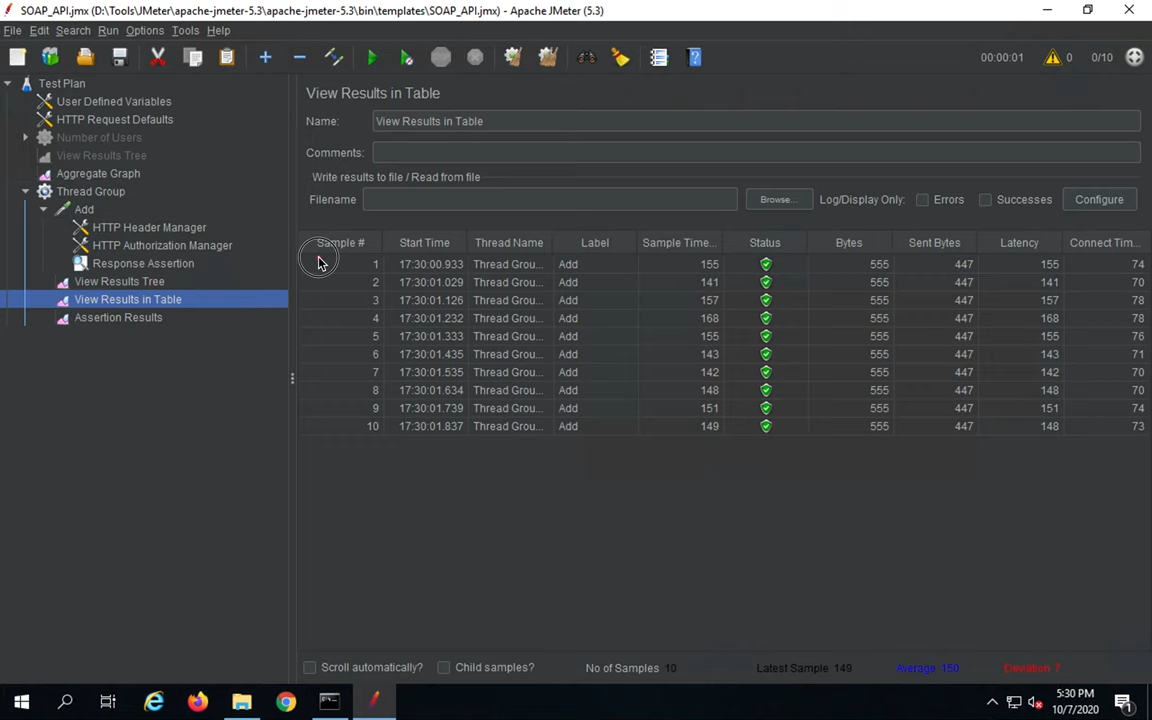 SOAP_API.jmx (D:\Tools\JMeter\apache-jmeter-5.3\apache-jmeter-5.3\bin\templates\SOAP_API.jmx) - Apache JMeter (5.3)
File Edit Search Run Options Tools Help
00:00:01 0 0/10
Test Plan
User Defined Variables
HTTP Request Defaults
Number of Users
View Results Tree
Aggregate Graph
Thread Group
Add
HTTP Header Manager
HTTP Authorization Manager
Response Assertion
View Results Tree
View Results in Table
Assertion Results
View Results in Table
Name: View Results in Table
Comments:
Write results to file / Read from file
Filename Browse... Log/Display Only: Errors Successes Configure
Sample # Start Time Thread Name Label Sample Time... Status Bytes Sent Bytes Latency Connect Tim...
1 17:30:00.933 Thread Grou... Add 155 555 447 155 74
2 17:30:01.029 Thread Grou... Add 141 555 447 141 70
3 17:30:01.126 Thread Grou... Add 157 555 447 157 78
4 17:30:01.232 Thread Grou... Add 168 555 447 168 78
5 17:30:01.333 Thread Grou... Add 155 555 447 155 76
6 17:30:01.435 Thread Grou... Add 143 555 447 143 71
7 17:30:01.535 Thread Grou... Add 142 555 447 142 70
8 17:30:01.634 Thread Grou... Add 148 555 447 148 70
9 17:30:01.739 Thread Grou... Add 151 555 447 151 74
10 17:30:01.837 Thread Grou... Add 149 555 447 148 73
Scroll automatically? Child samples? No of Samples 10 Latest Sample 149 Average 150 Deviation 7
5:30 PM
10/7/2020
1